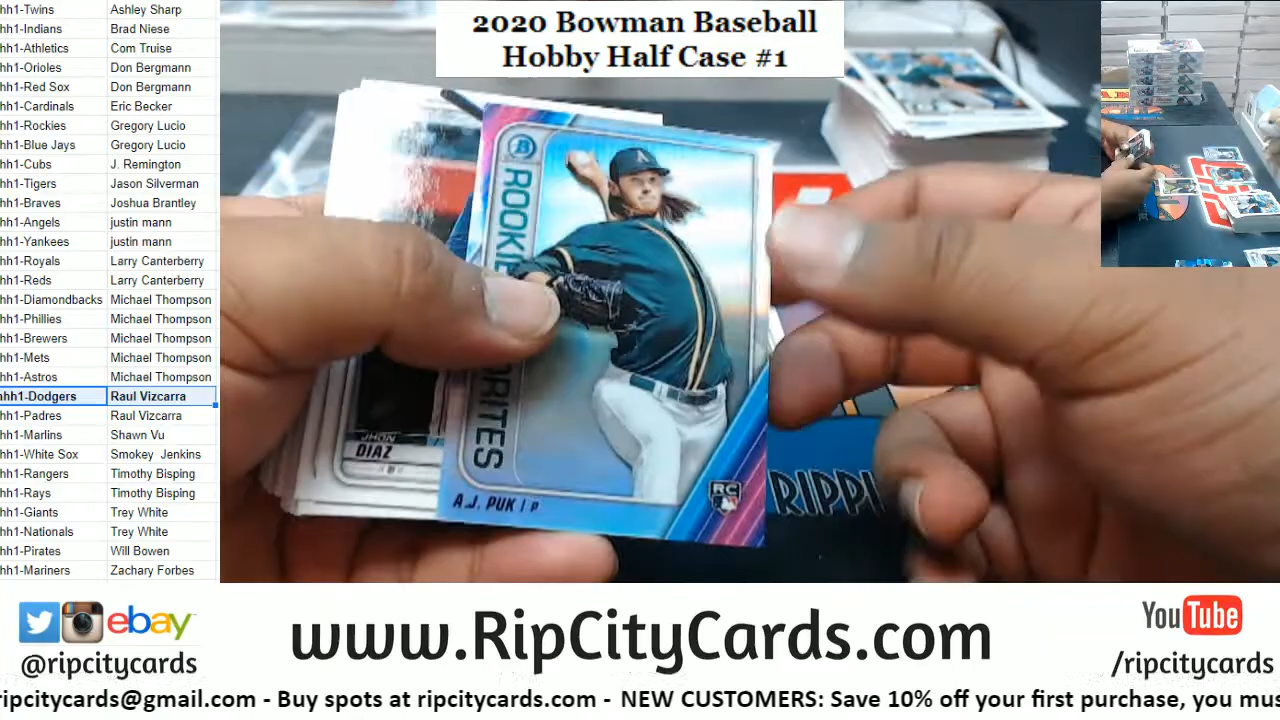 2020 Bowman Baseball
Hobby Half Case #1
hh1-Twins Ashley Sharp
hh1-Indians Brad Niese
hh1-Athletics Com Truise
hh1-Orioles Don Bergmann
hh1-Red Sox Don Bergmann
hh1-Cardinals Eric Becker
hh1-Rockies Gregory Lucio
hh1-Blue Jays Gregory Lucio
hh1-Cubs J. Remington
hh1-Tigers Jason Silverman
hh1-Braves Joshua Brantley
hh1-Angels justin mann
hh1-Yankees justin mann
hh1-Royals Larry Canterberry
hh1-Reds Larry Canterberry
hh1-Diamondbacks Michael Thompson
hh1-Phillies Michael Thompson
hh1-Brewers Michael Thompson
hh1-Mets Michael Thompson
hh1-Astros Michael Thompson
hh1-Dodgers Raul Vizcarra
hh1-Padres Raul Vizcarra
hh1-Marlins Shawn Vu
hh1-White Sox Smokey Jenkins
hh1-Rangers Timothy Bisping
hh1-Rays Timothy Bisping
hh1-Giants Trey White
hh1-Nationals Trey White
hh1-Pirates Will Bowen
hh1-Mariners Zachary Forbes
B
ROOKIE
ORITES
A
A.J. PUK | P
RC
JHON
DIAZ
RIPPI
ebay
@ripcitycards
www.RipCityCards.com
YouTube
/ripcitycards
ripcitycards@gmail.com - Buy spots at ripcitycards.com - NEW CUSTOMERS: Save 10% off your first purchase, you mus